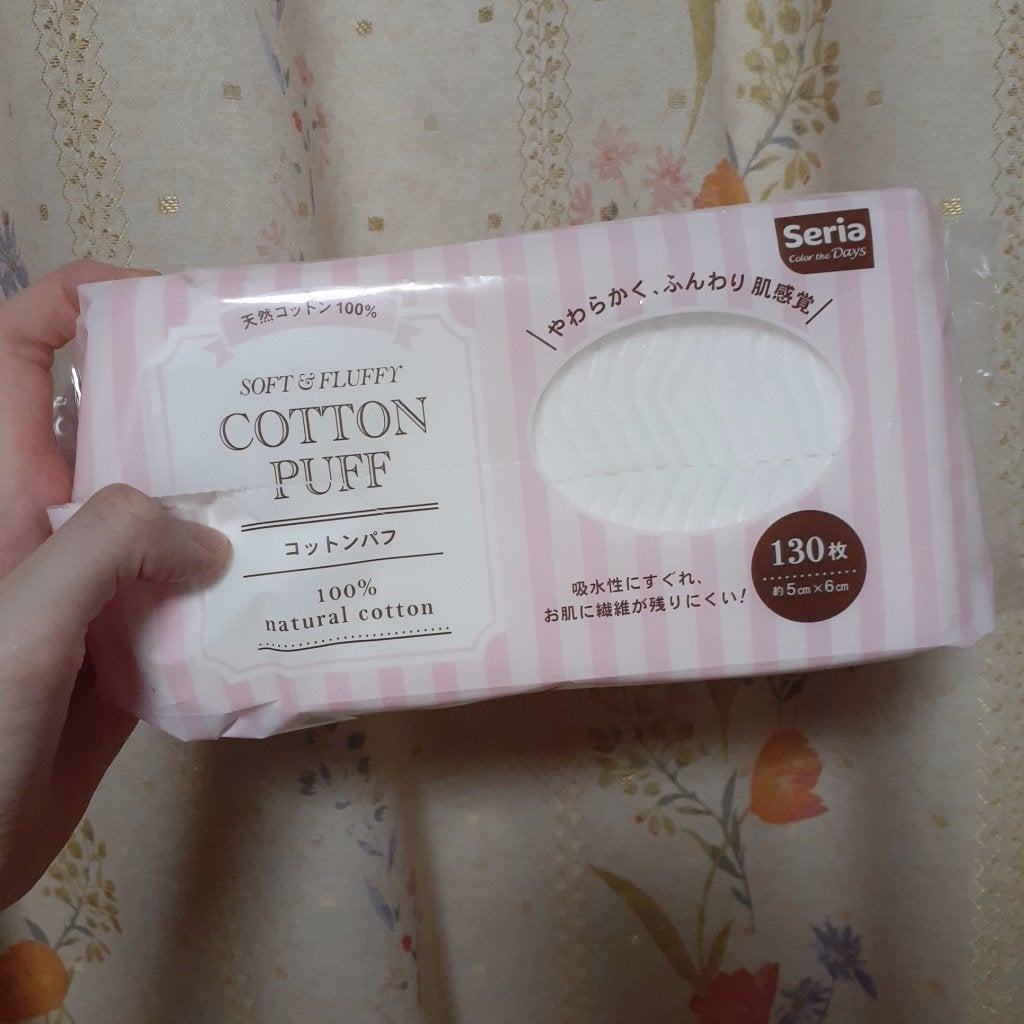 天然コットン100%
SOFT & FLUFFY
COTTON
PUFF
コットンパフ
100%
natural cotton
Seria
Color the Days
やわらかく、ふんわり肌感覚
吸水性にすぐれ、
お肌に繊維が残りにくい!
130枚
約5cm×6cm